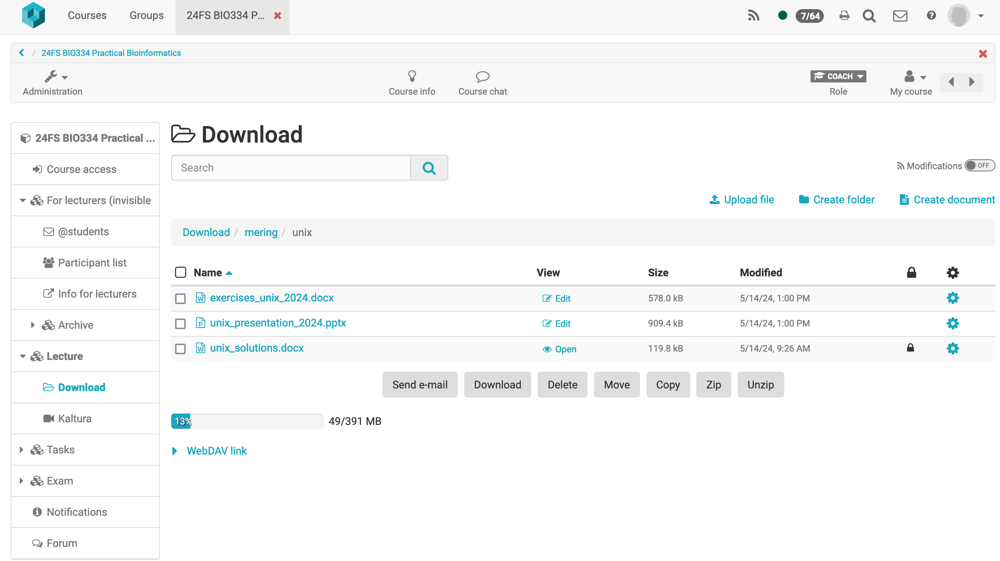 Courses Groups 24FS BIO334 P... 7/64
/ 24FS BIO334 Practical Bioinformatics
COACH
Administration Course info Course chat Role My course
24FS BIO334 Practical ...
Course access
For lecturers (invisible
@students
Participant list
Info for lecturers
Archive
Lecture
Download
Kaltura
Tasks
Exam
Notifications
Forum
Download
Search
Modifications OFF
Upload file Create folder Create document
Download / mering / unix
Name View Size Modified
exercises_unix_2024.docx Edit 578.0 kB 5/14/24, 1:00 PM
unix_presentation_2024.pptx Edit 909.4 kB 5/14/24, 1:00 PM
unix_solutions.docx Open 119.8 kB 5/14/24, 9:26 AM
Send e-mail Download Delete Move Copy Zip Unzip
13% 49/391 MB
WebDAV link